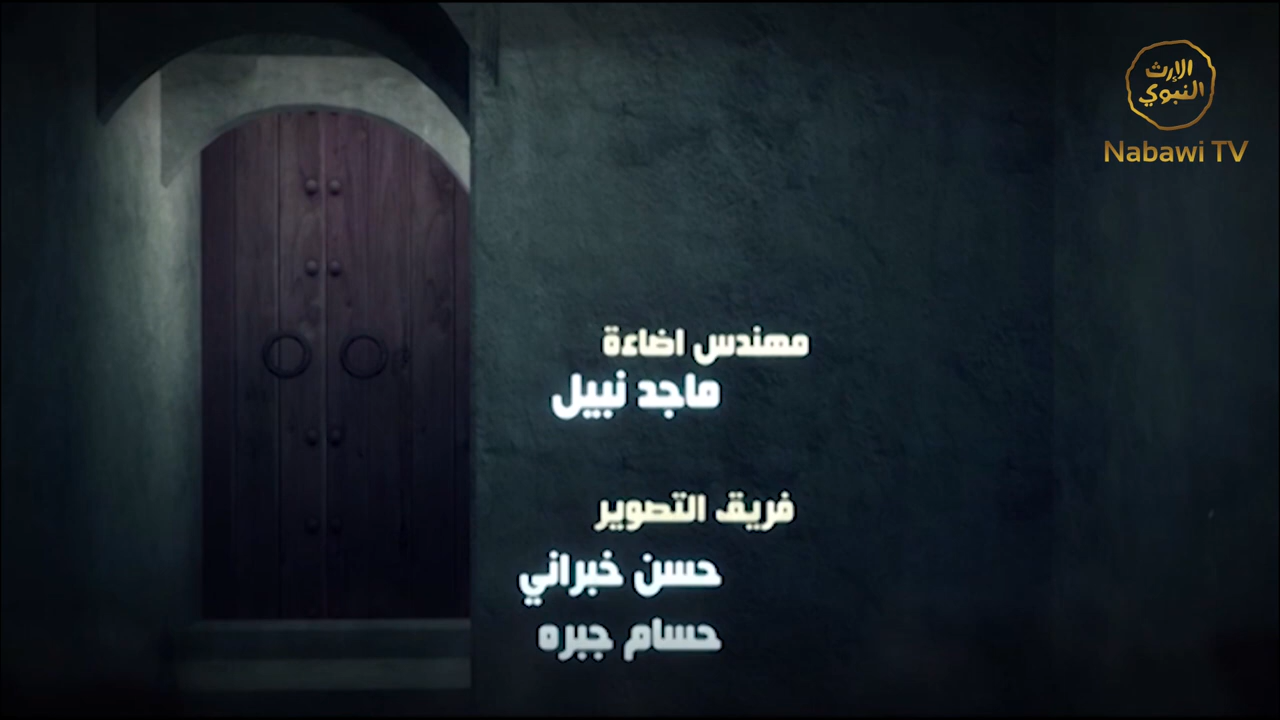 الإرث
النبوي
Nabawi TV
مهندس اضاءة
ماجد نبيل
فريق التصوير
حسن خبراني
حسام جبره